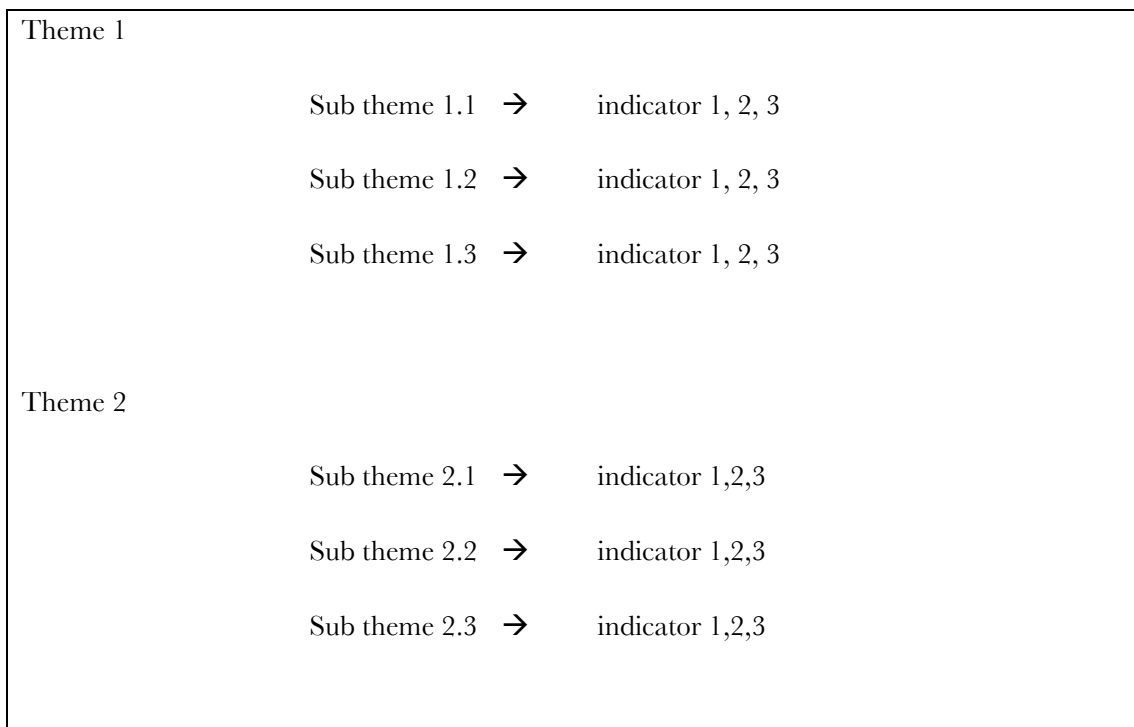 Theme 1
Sub theme 1.1 → indicator 1, 2, 3
Sub theme 1.2 → indicator 1, 2, 3
Sub theme 1.3 → indicator 1, 2, 3
Theme 2
Sub theme 2.1 → indicator 1,2,3
Sub theme 2.2 → indicator 1,2,3
Sub theme 2.3 → indicator 1,2,3